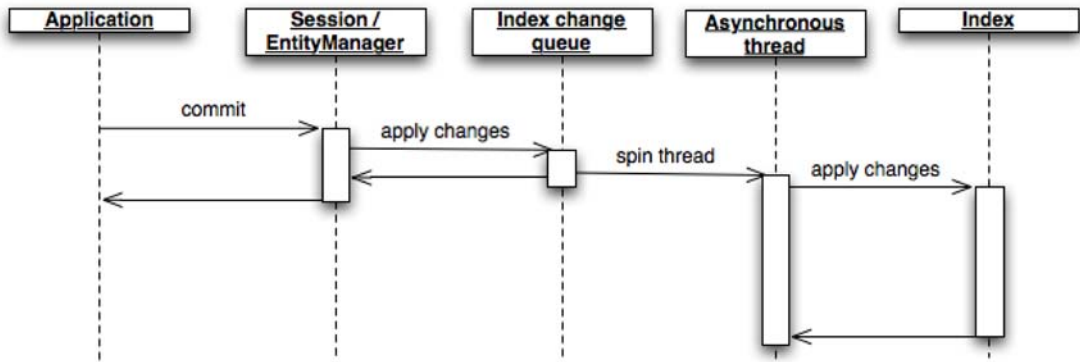 Application
Session /
EntityManager
Index change
queue
Asynchronous
thread
Index
commit
apply changes
spin thread
apply changes